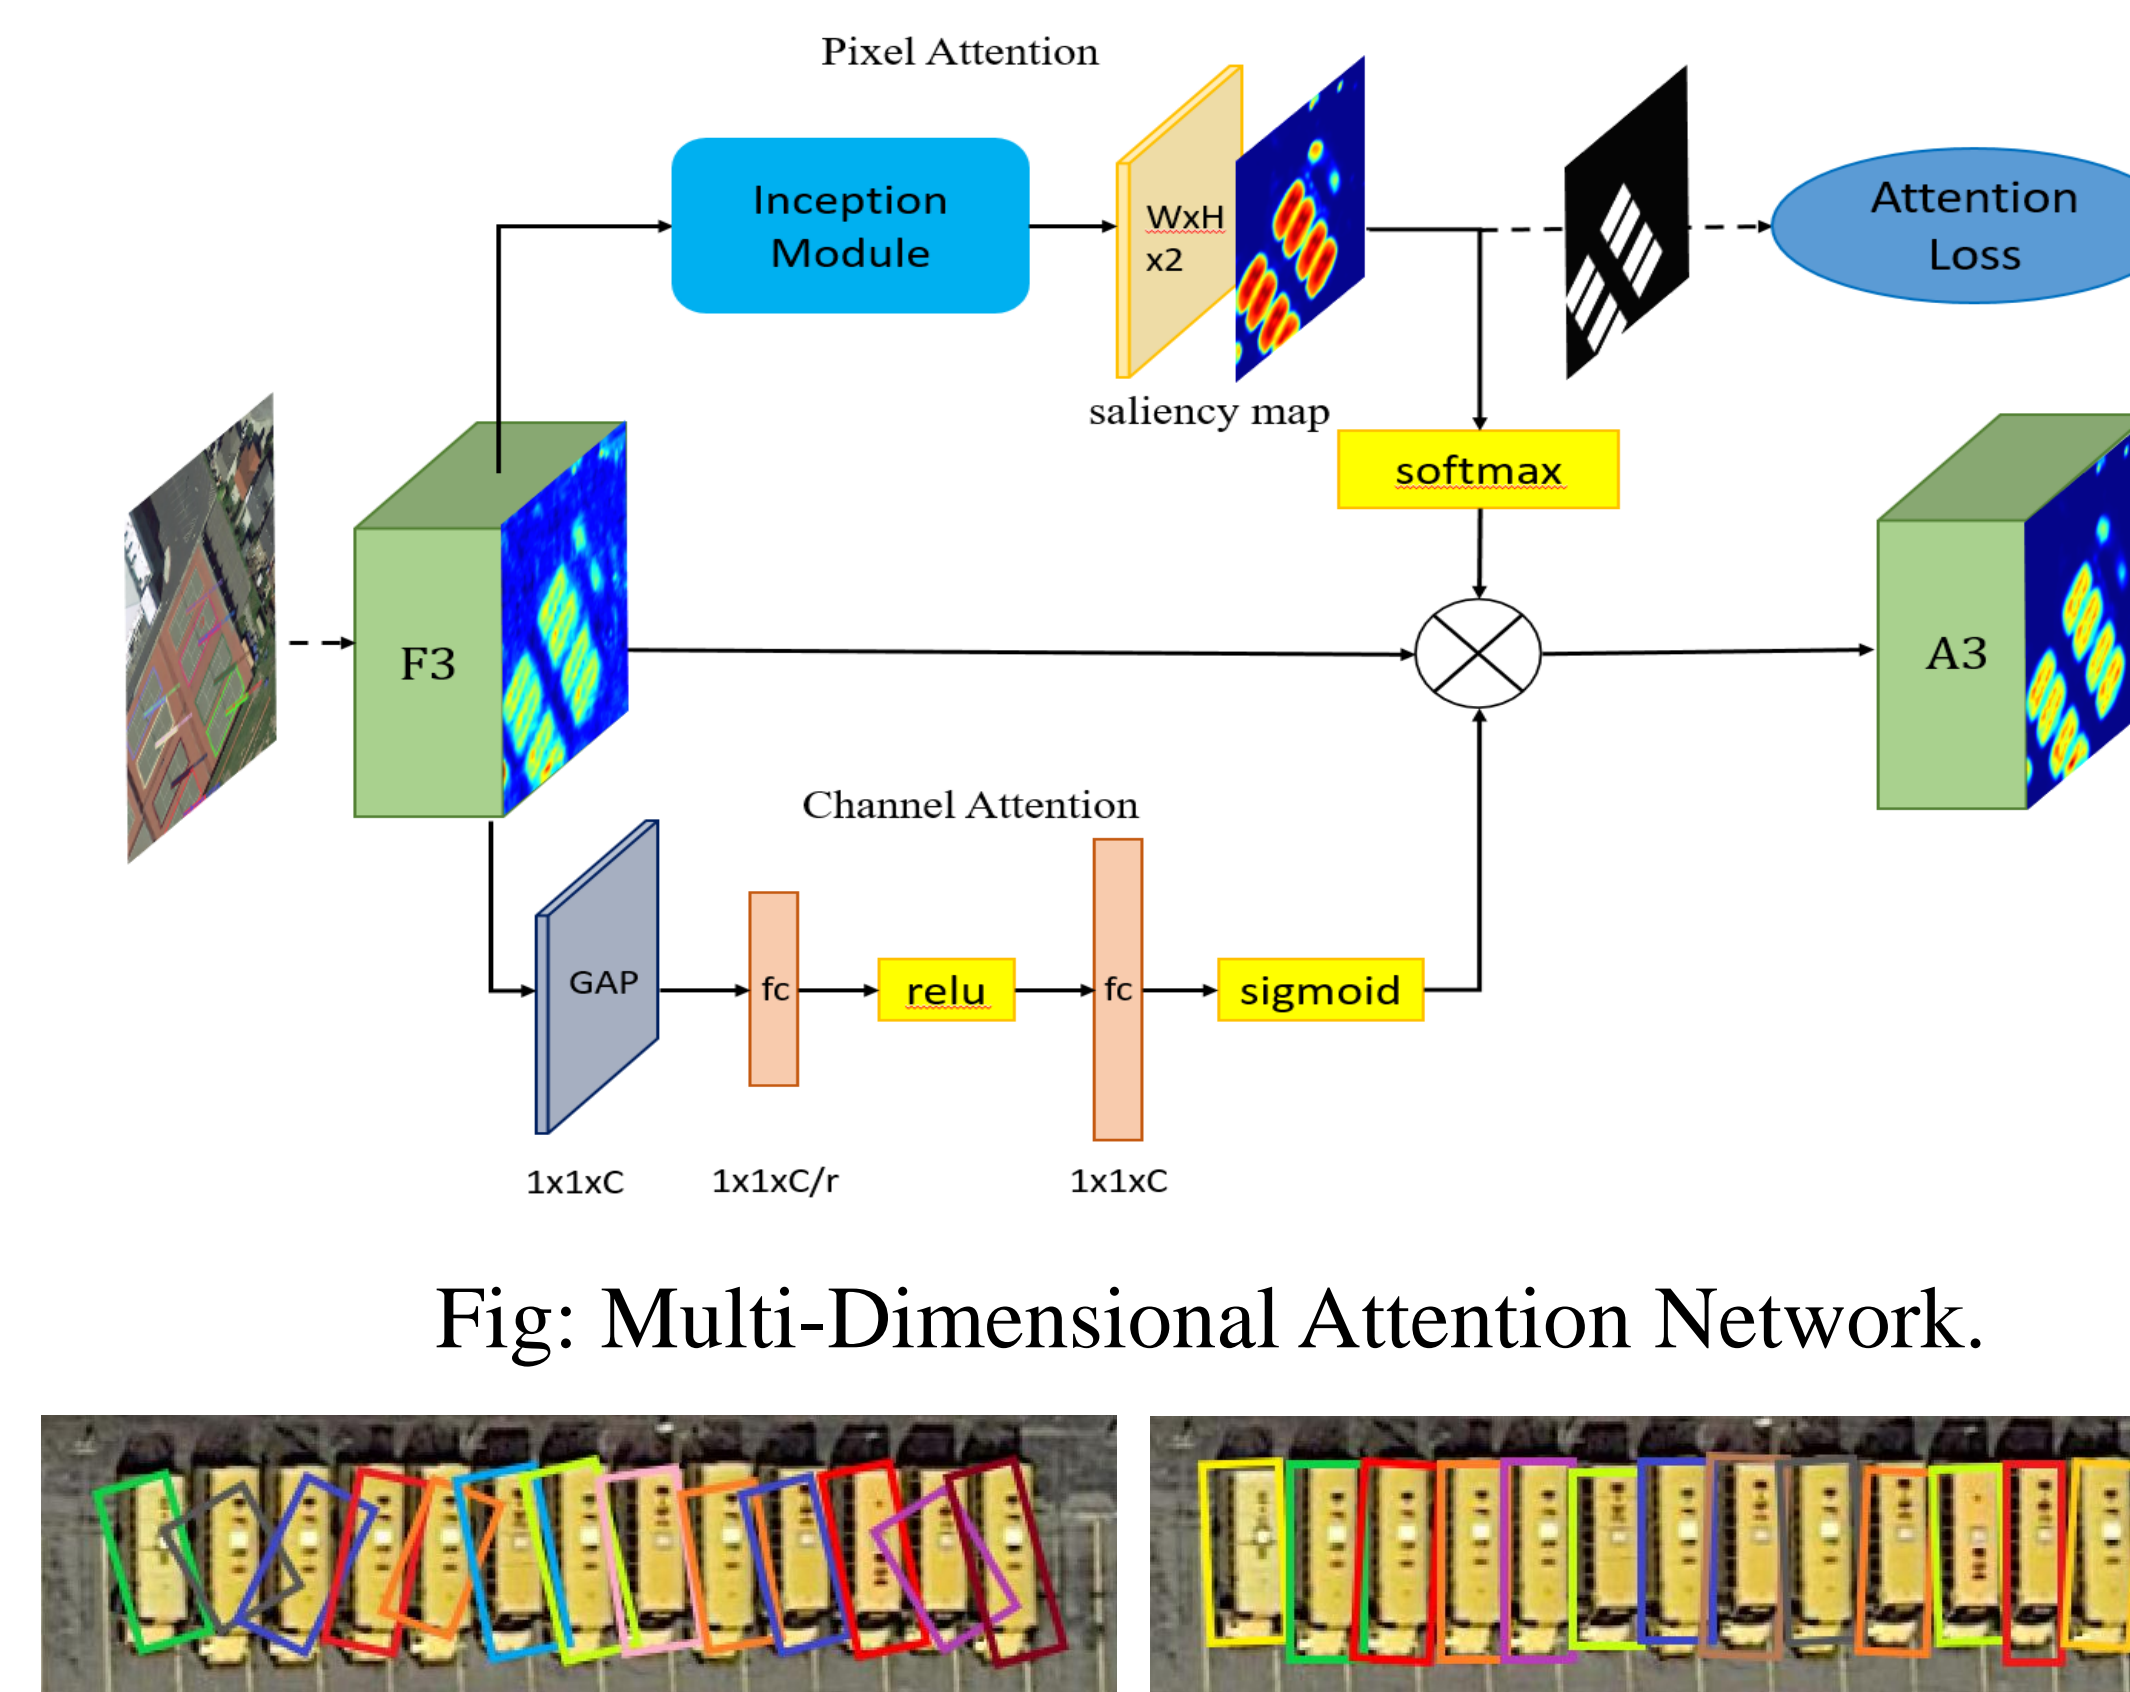 Pixel Attention
Inception
Module
WxH
x2
Attention
Loss
saliency map
softmax
F3
A3
Channel Attention
GAP
fc
relu
fc
sigmoid
1x1xC
1x1xC/r
1x1xC
Fig: Multi-Dimensional Attention Network.